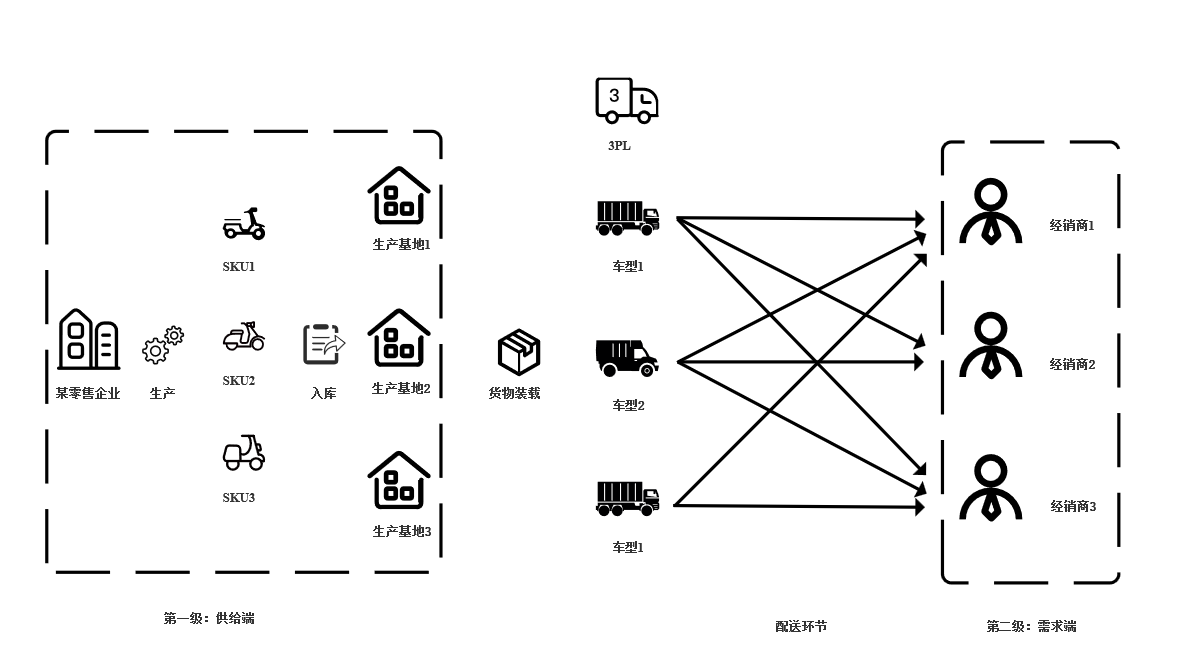 3
3PL
生产基地1
SKU1
车型1
经销商1
某零售企业
生产
SKU2
入库
生产基地2
货物装载
车型2
经销商2
SKU3
生产基地3
车型1
经销商3
第一级：供给端
配送环节
第二级：需求端